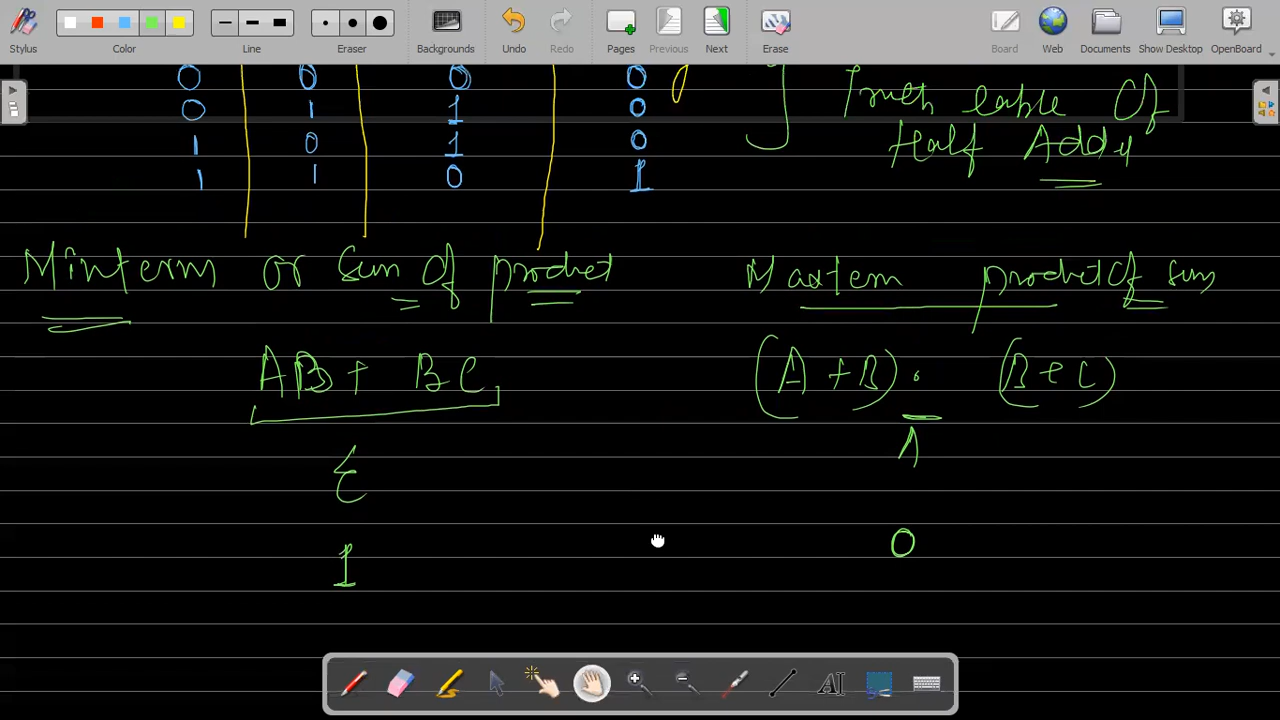 Stylus Color Line Eraser Backgrounds Undo Redo Pages Previous Next Erase Board Web Documents Show Desktop OpenBoard
0 0 0 0
0 1 1 0
1 0 1 0
1 1 0 1
Truth table Of
Half Adder
Minterm or Sum Of product
Maxtem product Of sum
AB + BC
(A + B) . (B + C)
Σ
Λ
1
0
AI